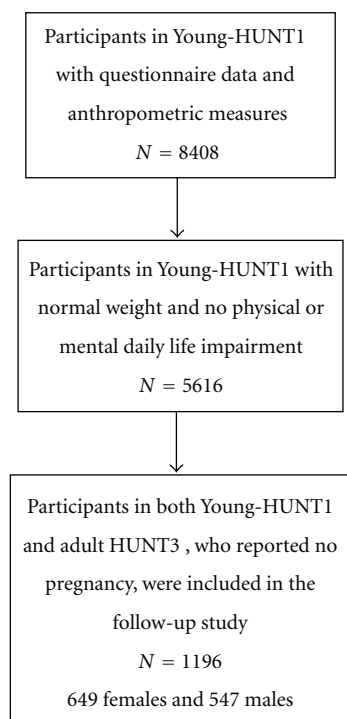 Participants in Young-HUNT1
with questionnaire data and
anthropometric measures
N = 8408
Participants in Young-HUNT1 with
normal weight and no physical or
mental daily life impairment
N = 5616
Participants in both Young-HUNT1
and adult HUNT3 , who reported no
pregnancy, were included in the
follow-up study
N = 1196
649 females and 547 males